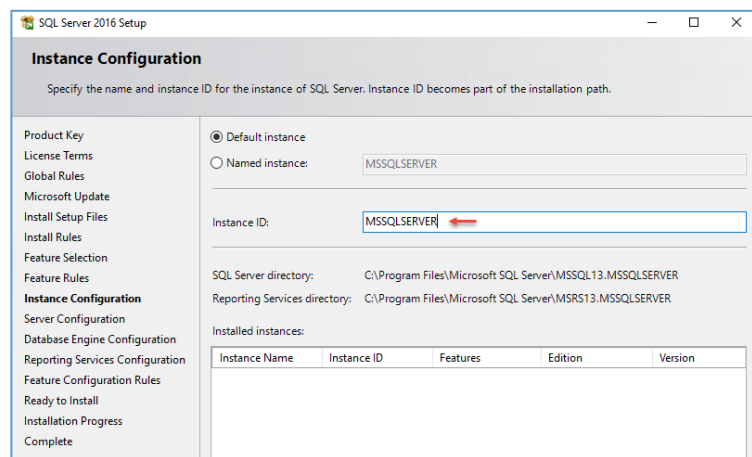 SQL Server 2016 Setup
Instance Configuration
Specify the name and instance ID for the instance of SQL Server. Instance ID becomes part of the installation path.
Product Key
License Terms
Global Rules
Microsoft Update
Install Setup Files
Install Rules
Feature Selection
Feature Rules
Instance Configuration
Server Configuration
Database Engine Configuration
Reporting Services Configuration
Feature Configuration Rules
Ready to Install
Installation Progress
Complete
Default instance
Named instance: MSSQLSERVER
Instance ID: MSSQLSERVER
SQL Server directory: C:\Program Files\Microsoft SQL Server\MSSQL13.MSSQLSERVER
Reporting Services directory: C:\Program Files\Microsoft SQL Server\MSRS13.MSSQLSERVER
Installed instances:
Instance Name Instance ID Features Edition Version